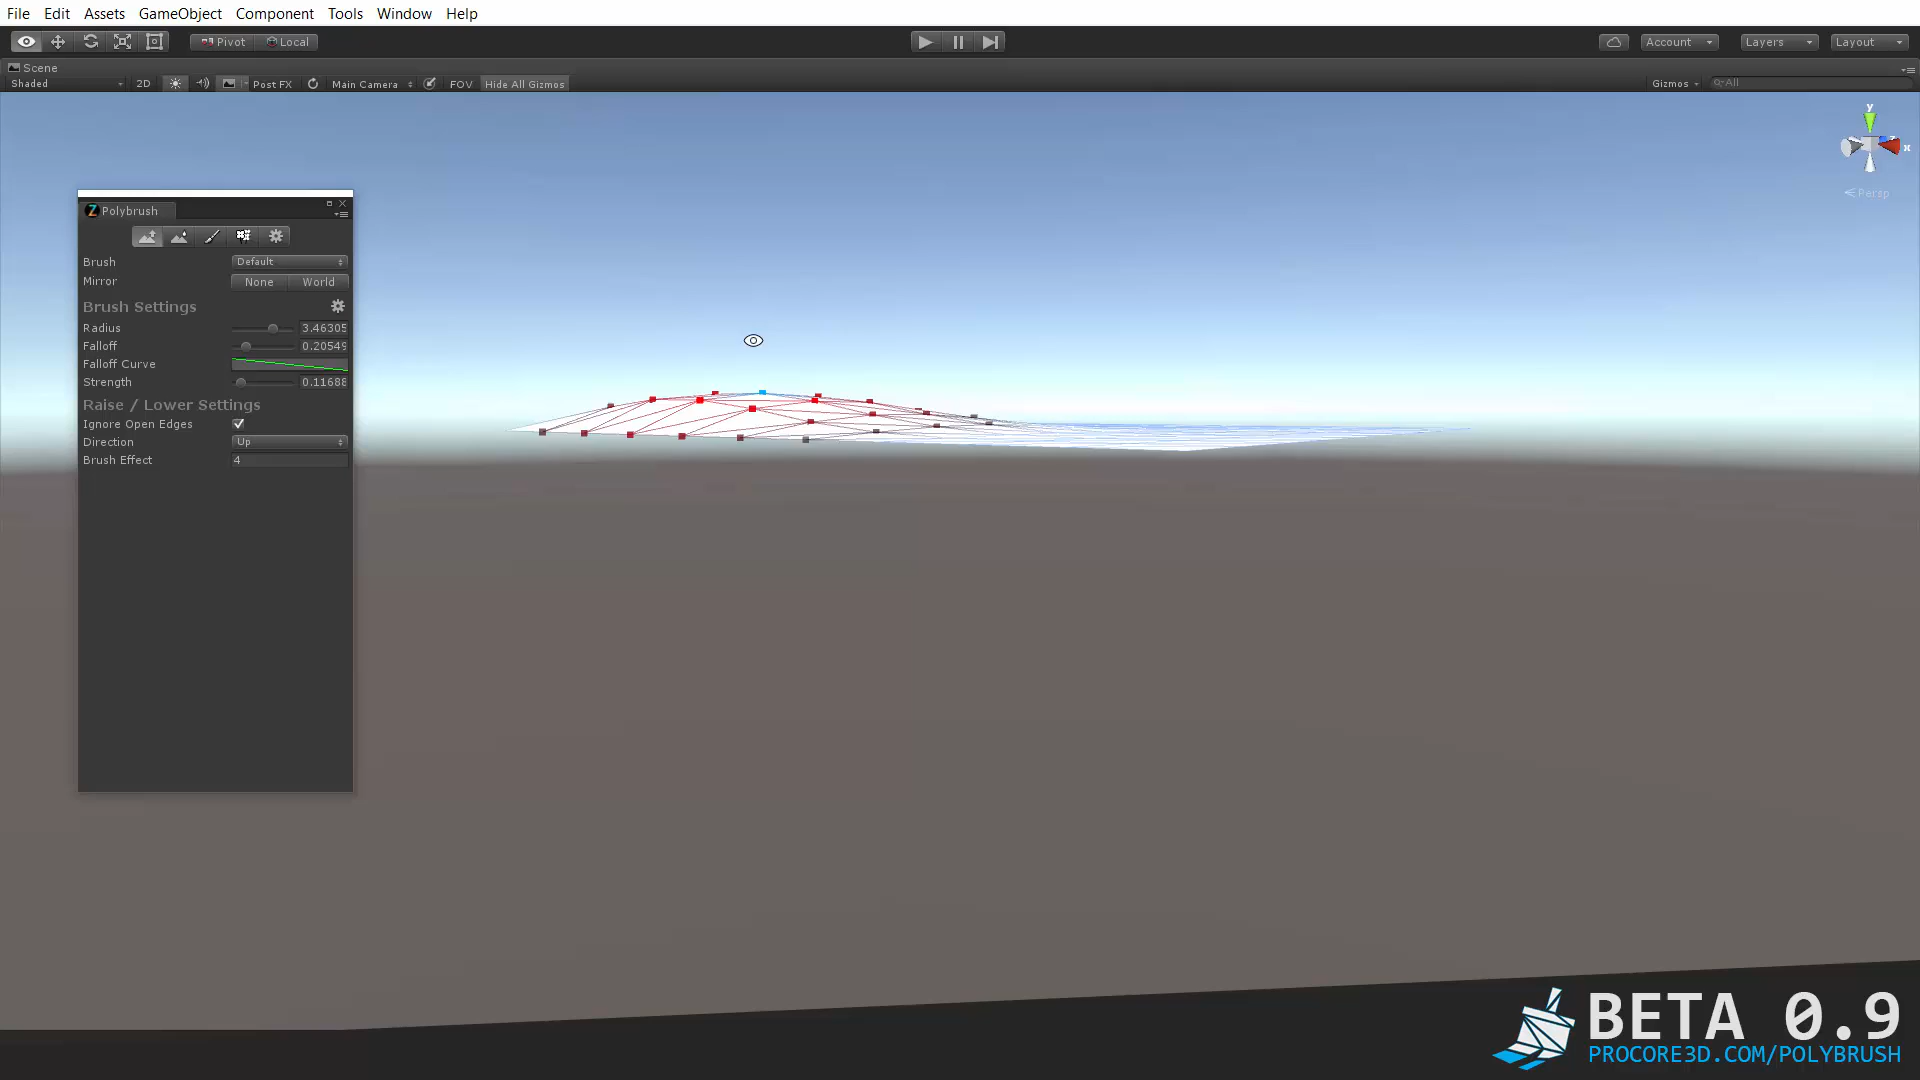 File Edit Assets GameObject Component Tools Window Help
Pivot Local Account Layers Layout
Scene
Shaded 2D Post FX Main Camera FOV Hide All Gizmos Gizmos All
y
x
Persp
Polybrush
Brush Default
Mirror None World
Brush Settings
Radius 3.46305
Falloff 0.20549
Falloff Curve
Strength 0.11688
Raise / Lower Settings
Ignore Open Edges
Direction Up
Brush Effect 4
BETA 0.9
PROCORE3D.COM/POLYBRUSH